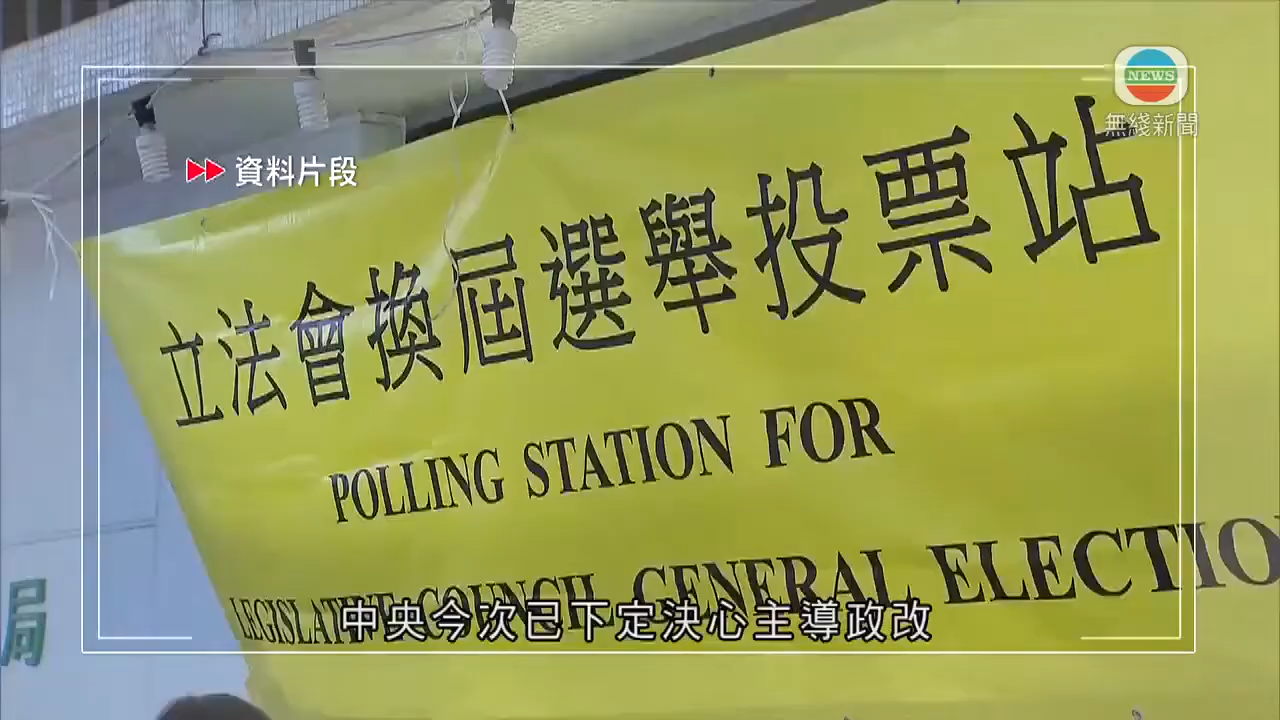 NEWS
無綫新聞
資料片段
立法會換屆選舉投票站
POLLING STATION FOR
LEGISLATIVE COUNCIL GENERAL ELECTIO
局
中央今次已下定決心主導政改